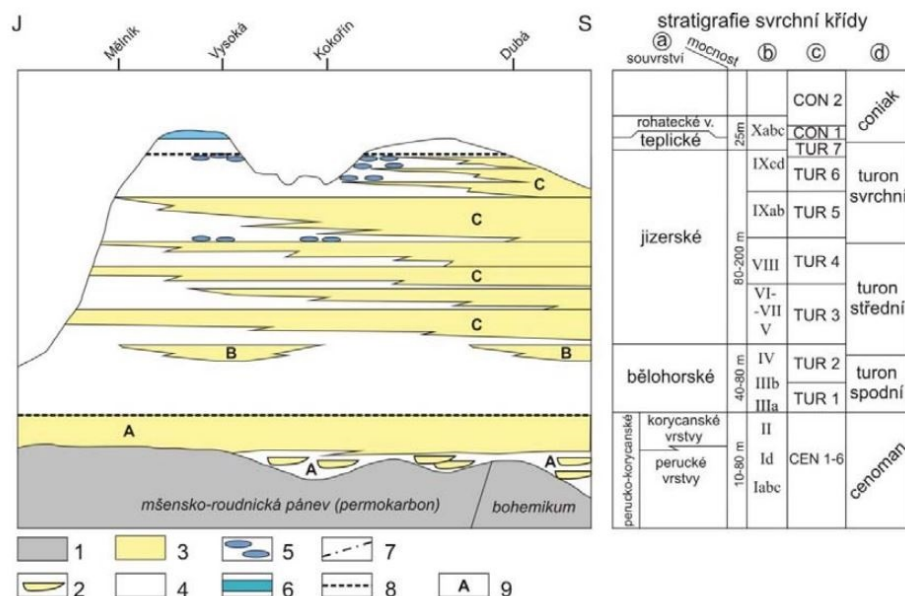 J
S
Mělník
Vysoká
Kokořín
Dubá
C
C
C
C
B
B
A
A
A
mšensko-roudnická pánev (permokarbon)
bohemikum
1
3
5
7
2
4
6
8
A 9
stratigrafie svrchní křídy
a b c d
souvrství mocnost
rohatecké v.
teplické
jizerské
bělohorské
perucko-korycanské
korycanské
vrstvy
perucké
vrstvy
25m
80-200 m
40-80 m
10-80 m
Xabc
IXcd
IXab
VIII
VI-
-VII
V
IV
IIIb
IIIa
II
Id
Iabc
CON 2
CON 1
TUR 7
TUR 6
TUR 5
TUR 4
TUR 3
TUR 2
TUR 1
CEN 1-6
coniak
turon
svrchní
turon
střední
turon
spodní
cenoman